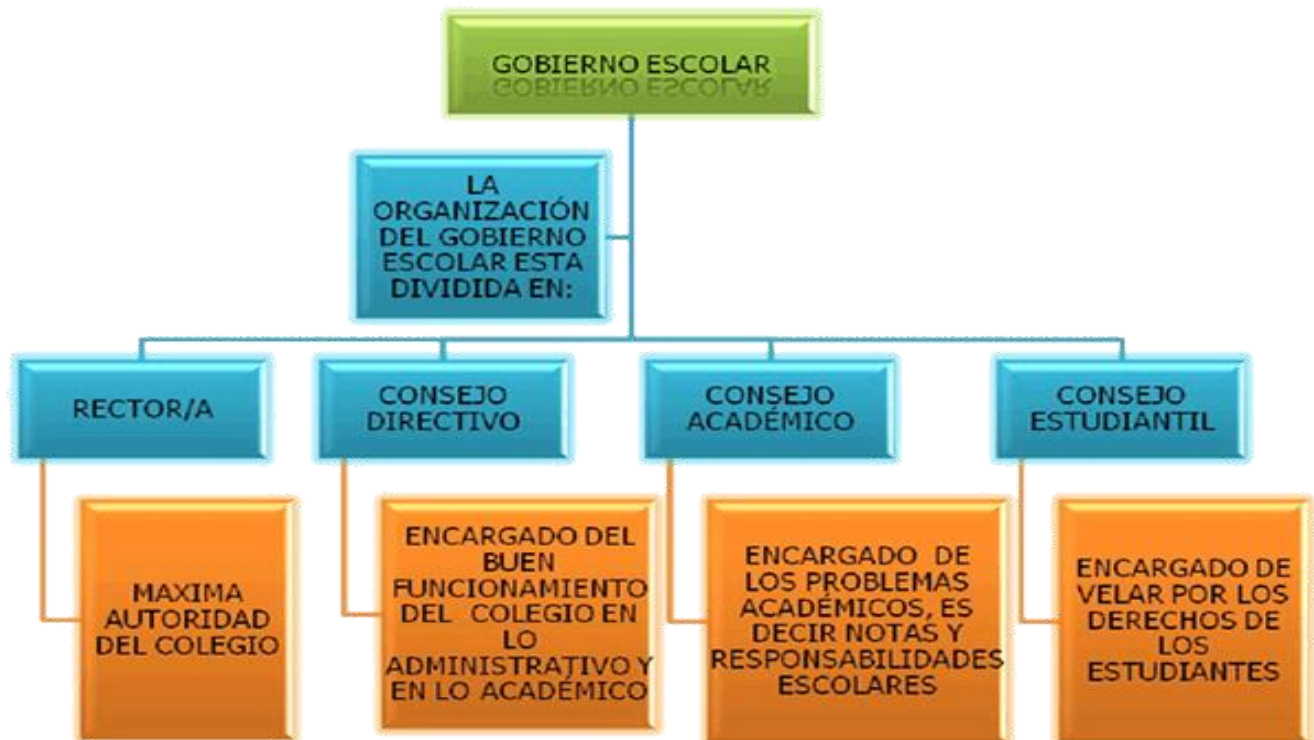 GOBIERNO ESCOLAR
LA
ORGANIZACIÓN
DEL GOBIERNO
ESCOLAR ESTA
DIVIDIDA EN:
RECTOR/A
CONSEJO
DIRECTIVO
CONSEJO
ACADÉMICO
CONSEJO
ESTUDIANTIL
MAXIMA
AUTORIDAD
DEL COLEGIO
ENCARGADO DEL
BUEN
FUNCIONAMIENTO
DEL COLEGIO EN
LO
ADMINISTRATIVO Y
EN LO ACADÉMICO
ENCARGADO DE
LOS PROBLEMAS
ACADÉMICOS, ES
DECIR NOTAS Y
RESPONSABILIDADES
ESCOLARES
ENCARGADO DE
VELAR POR LOS
DERECHOS DE
LOS
ESTUDIANTES